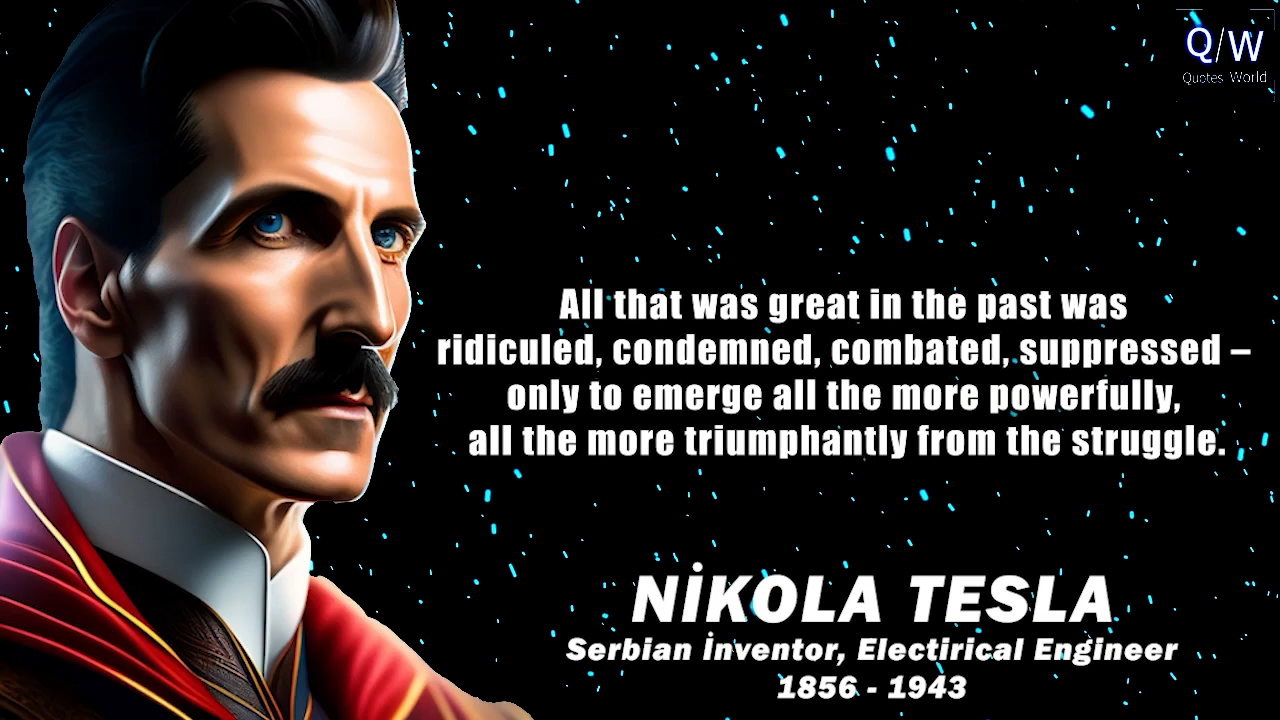 Q/W
Quotes World
All that was great in the past was
ridiculed, condemned, combated, suppressed –
only to emerge all the more powerfully,
all the more triumphantly from the struggle.
NİKOLA TESLA
Serbian İnventor, Electirical Engineer
1856 - 1943